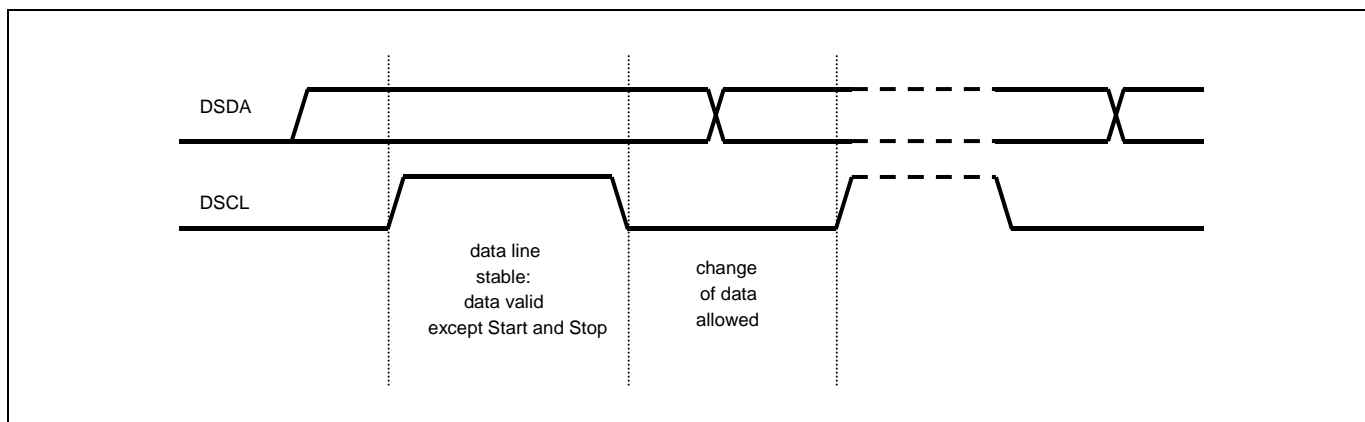 DSDA
DSCL
data line
stable:
data valid
except Start and Stop
change
of data
allowed